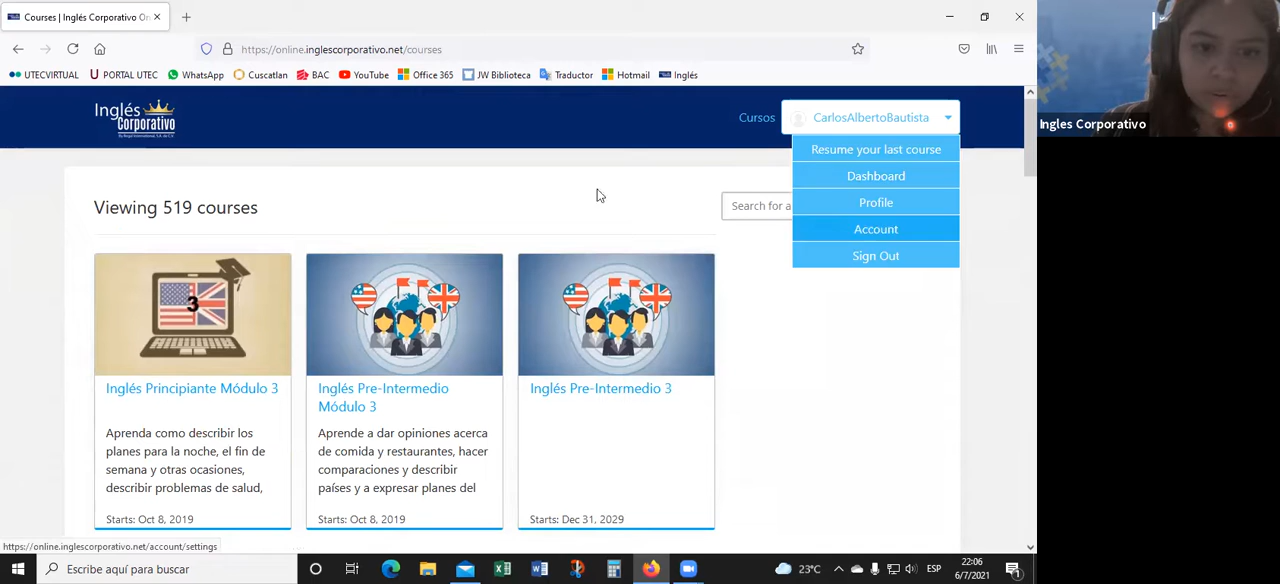 Courses | Inglés Corporativo On
https://online.inglescorporativo.net/courses
UTECVIRTUAL
PORTAL UTEC
WhatsApp
Cuscatlan
BAC
YouTube
Office 365
JW Biblioteca
Traductor
Hotmail
Inglés
Inglés
Corporativo
Cursos
CarlosAlbertoBautista
Resume your last course
Dashboard
Profile
Account
Sign Out
Viewing 519 courses
Search for a
3
Inglés Principiante Módulo 3
Aprenda como describir los
planes para la noche, el fin de
semana y otras ocasiones,
describir problemas de salud,
Starts: Oct 8, 2019
Inglés Pre-Intermedio
Módulo 3
Aprende a dar opiniones acerca
de comida y restaurantes, hacer
comparaciones y describir
países y a expresar planes del
Starts: Oct 8, 2019
Inglés Pre-Intermedio 3
Starts: Dec 31, 2029
https://online.inglescorporativo.net/account/settings
Escribe aquí para buscar
23°C
ESP
22:06
6/7/2021
1
Ingles Corporativo